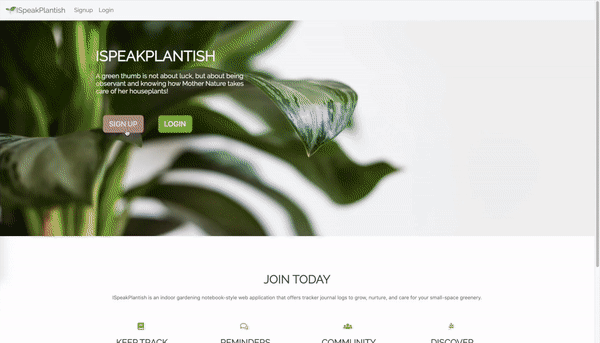 ISpeakPlantish Signup Login
ISPEAKPLANTISH
A green thumb is not about luck, but about being
observant and knowing how Mother Nature takes
care of her houseplants!
SIGN UP LOGIN
JOIN TODAY
ISpeakPlantish is an indoor gardening notebook-style web application that offers tracker journal logs to grow, nurture, and care for your small-space greenery.
KEEP TRACK REMINDERS COMMUNITY DISCOVER